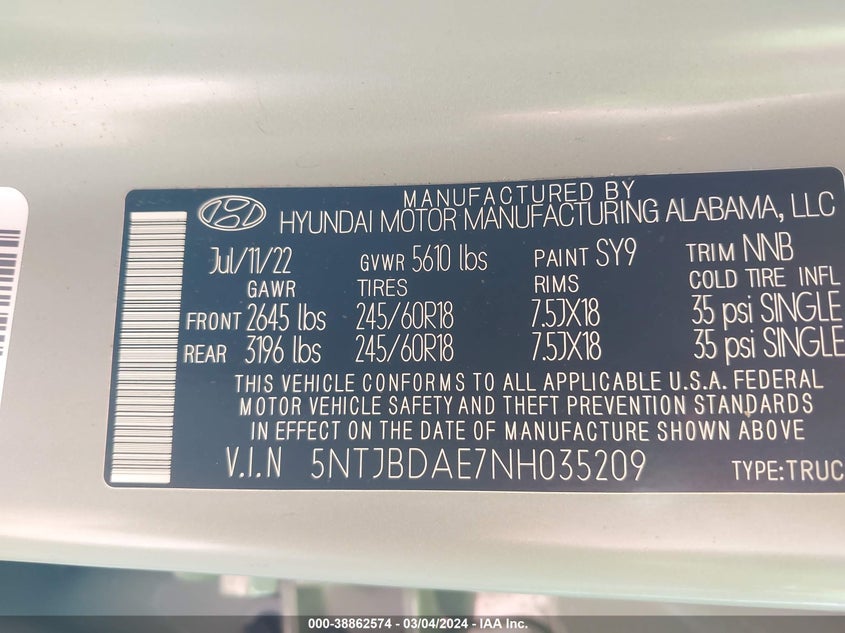 MANUFACTURED BY
HYUNDAI MOTOR MANUFACTURING ALABAMA, LLC
Jul/11/22 GVWR 5610 lbs PAINT SY9 TRIM NNB
GAWR TIRES RIMS COLD TIRE INFL
FRONT 2645 lbs 245/60R18 7.5JX18 35 psi SINGLE
REAR 3196 lbs 245/60R18 7.5JX18 35 psi SINGLE
THIS VEHICLE CONFORMS TO ALL APPLICABLE U.S.A. FEDERAL
MOTOR VEHICLE SAFETY AND THEFT PREVENTION STANDARDS
IN EFFECT ON THE DATE OF MANUFACTURE SHOWN ABOVE
V.I.N 5NTJBDAE7NH035209 TYPE:TRUC
000-38862574 - 03/04/2024 - IAA Inc.